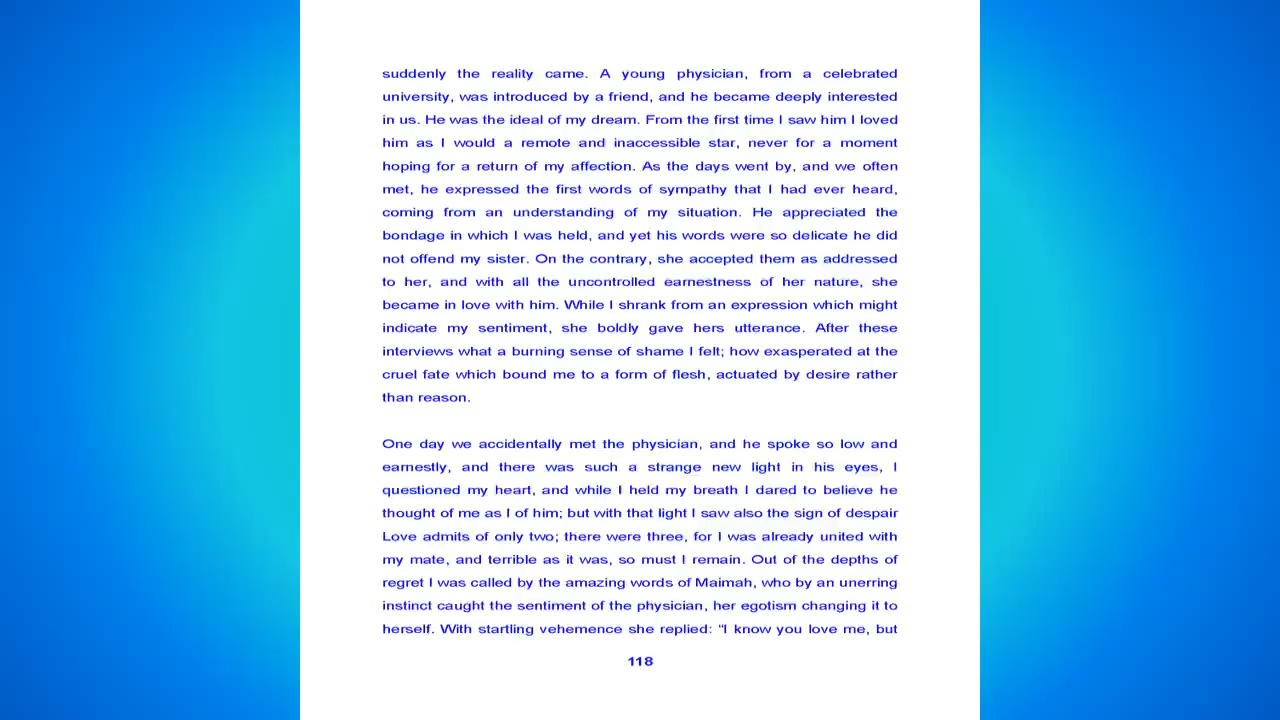 suddenly the reality came. A young physician, from a celebrated
university, was introduced by a friend, and he became deeply interested
in us. He was the ideal of my dream. From the first time I saw him I loved
him as I would a remote and inaccessible star, never for a moment
hoping for a return of my affection. As the days went by, and we often
met, he expressed the first words of sympathy that I had ever heard,
coming from an understanding of my situation. He appreciated the
bondage in which I was held, and yet his words were so delicate he did
not offend my sister. On the contrary, she accepted them as addressed
to her, and with all the uncontrolled earnestness of her nature, she
became in love with him. While I shrank from an expression which might
indicate my sentiment, she boldly gave hers utterance. After these
interviews what a burning sense of shame I felt; how exasperated at the
cruel fate which bound me to a form of flesh, actuated by desire rather
than reason.
One day we accidentally met the physician, and he spoke so low and
earnestly, and there was such a strange new light in his eyes, I
questioned my heart, and while I held my breath I dared to believe he
thought of me as I of him; but with that light I saw also the sign of despair
Love admits of only two; there were three, for I was already united with
my mate, and terrible as it was, so must I remain. Out of the depths of
regret I was called by the amazing words of Maimah, who by an unerring
instinct caught the sentiment of the physician, her egotism changing it to
herself. With startling vehemence she replied: “I know you love me, but
118